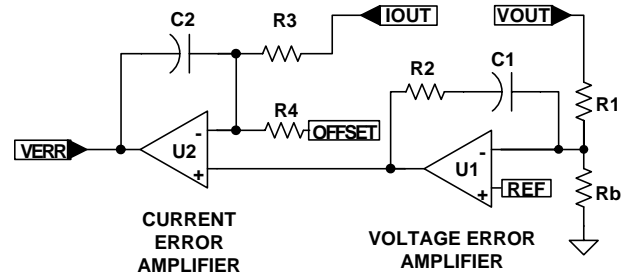 C2
R3
IOUT
VOUT
R2
C1
R1
-
R4
OFFSET
VERR
U2
+
-
U1
+
REF
Rb
CURRENT
ERROR
AMPLIFIER
VOLTAGE ERROR
AMPLIFIER